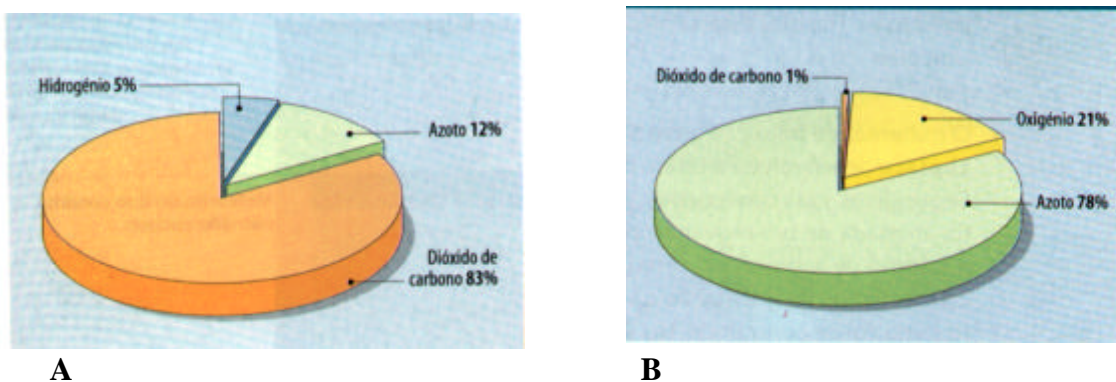 Hidrogénio 5%
Azoto 12%
Dióxido de
carbono 83%
A
Dióxido de carbono 1%
Oxigénio 21%
Azoto 78%
B